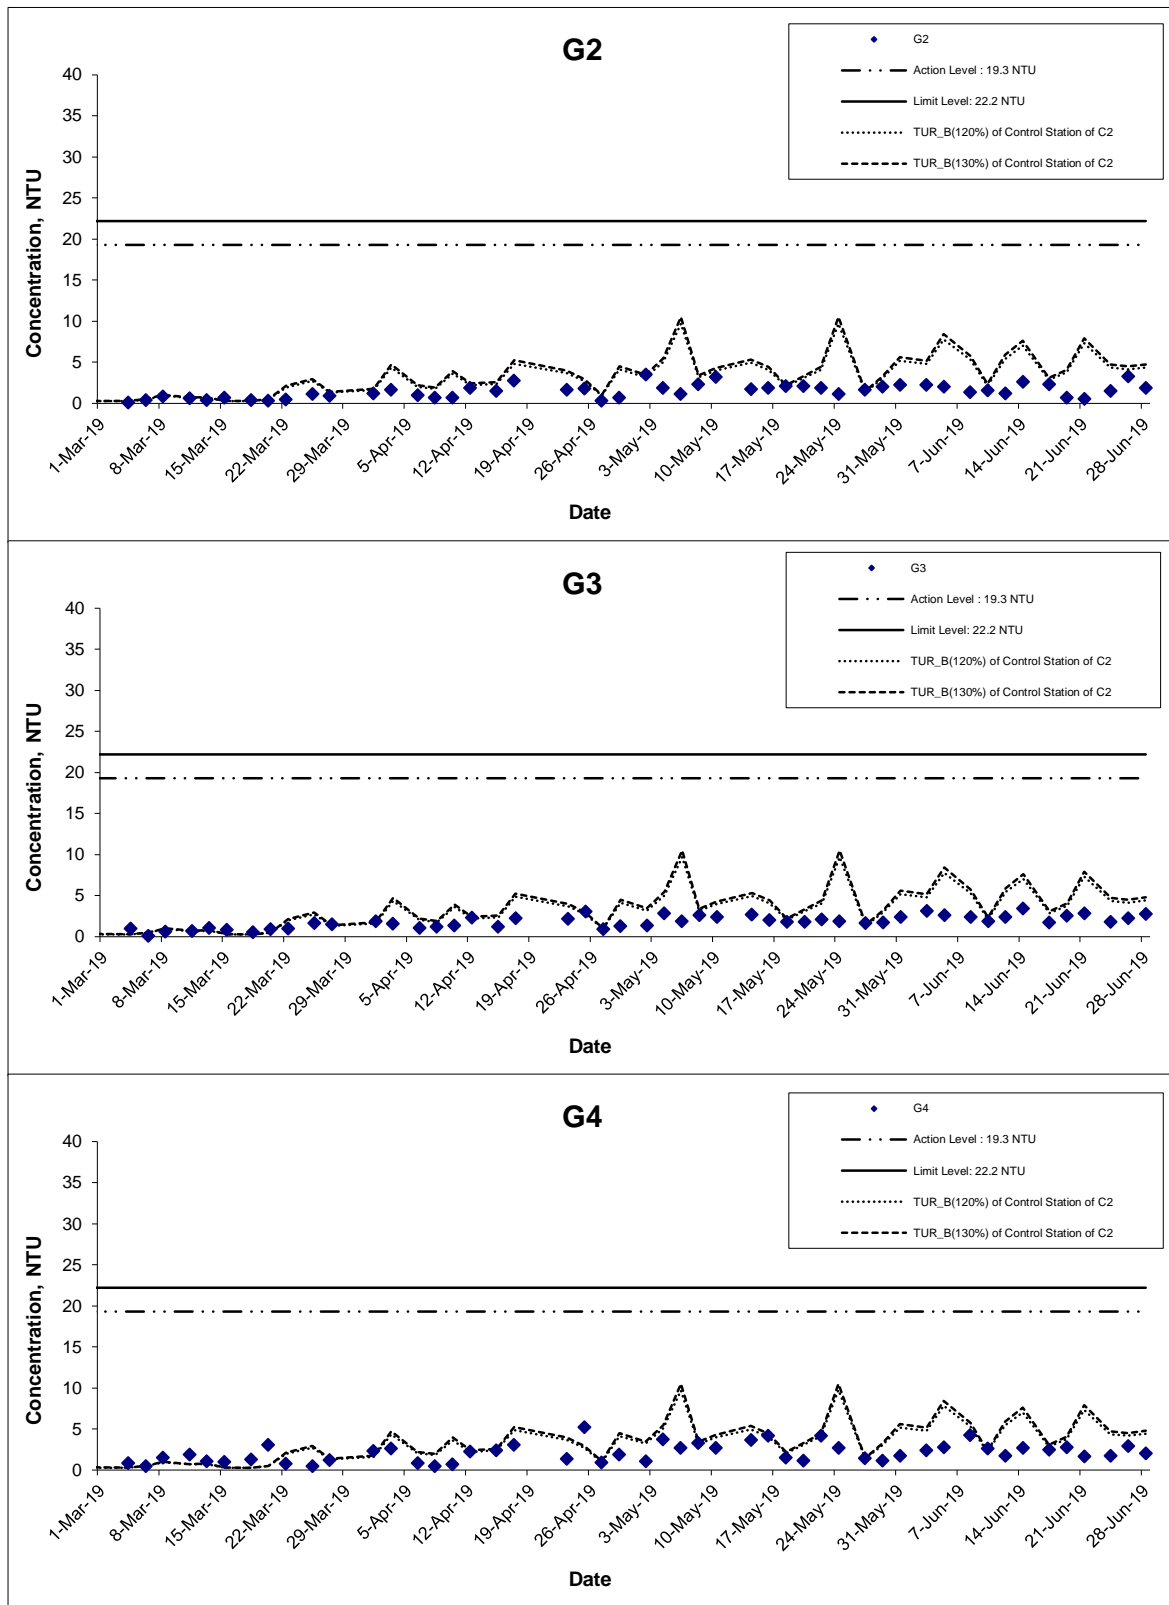 G2
G2
Action Level : 19.3 NTU
Limit Level: 22.2 NTU
TUR_B(120%) of Control Station of C2
TUR_B(130%) of Control Station of C2
Concentration, NTU
40
35
30
25
20
15
10
5
0
1-Mar-19
8-Mar-19
15-Mar-19
22-Mar-19
29-Mar-19
5-Apr-19
12-Apr-19
19-Apr-19
26-Apr-19
3-May-19
10-May-19
17-May-19
24-May-19
31-May-19
7-Jun-19
14-Jun-19
21-Jun-19
28-Jun-19
Date
G3
G3
Action Level : 19.3 NTU
Limit Level: 22.2 NTU
TUR_B(120%) of Control Station of C2
TUR_B(130%) of Control Station of C2
Concentration, NTU
40
35
30
25
20
15
10
5
0
1-Mar-19
8-Mar-19
15-Mar-19
22-Mar-19
29-Mar-19
5-Apr-19
12-Apr-19
19-Apr-19
26-Apr-19
3-May-19
10-May-19
17-May-19
24-May-19
31-May-19
7-Jun-19
14-Jun-19
21-Jun-19
28-Jun-19
Date
G4
G4
Action Level : 19.3 NTU
Limit Level: 22.2 NTU
TUR_B(120%) of Control Station of C2
TUR_B(130%) of Control Station of C2
Concentration, NTU
40
35
30
25
20
15
10
5
0
1-Mar-19
8-Mar-19
15-Mar-19
22-Mar-19
29-Mar-19
5-Apr-19
12-Apr-19
19-Apr-19
26-Apr-19
3-May-19
10-May-19
17-May-19
24-May-19
31-May-19
7-Jun-19
14-Jun-19
21-Jun-19
28-Jun-19
Date